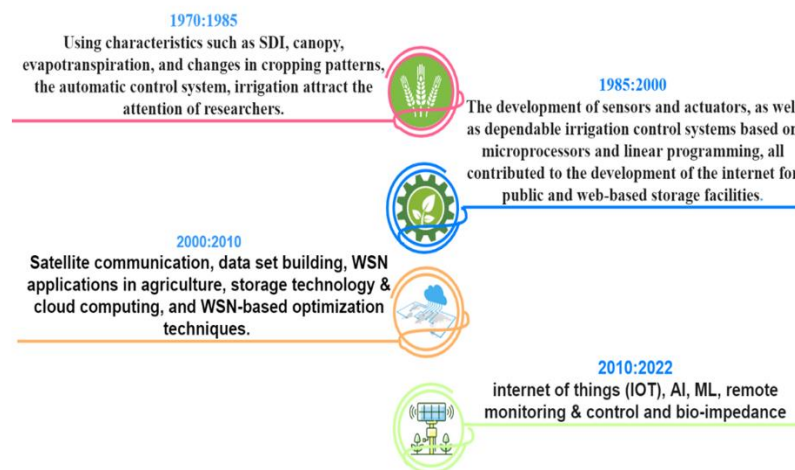 1970:1985
Using characteristics such as SDI, canopy,
evapotranspiration, and changes in cropping patterns,
the automatic control system, irrigation attract the
attention of researchers.
1985:2000
The development of sensors and actuators, as well
as dependable irrigation control systems based on
microprocessors and linear programming, all
contributed to the development of the internet for
public and web-based storage facilities.
2000:2010
Satellite communication, data set building, WSN
applications in agriculture, storage technology &
cloud computing, and WSN-based optimization
techniques.
2010:2022
internet of things (IOT), AI, ML, remote
monitoring & control and bio-impedance